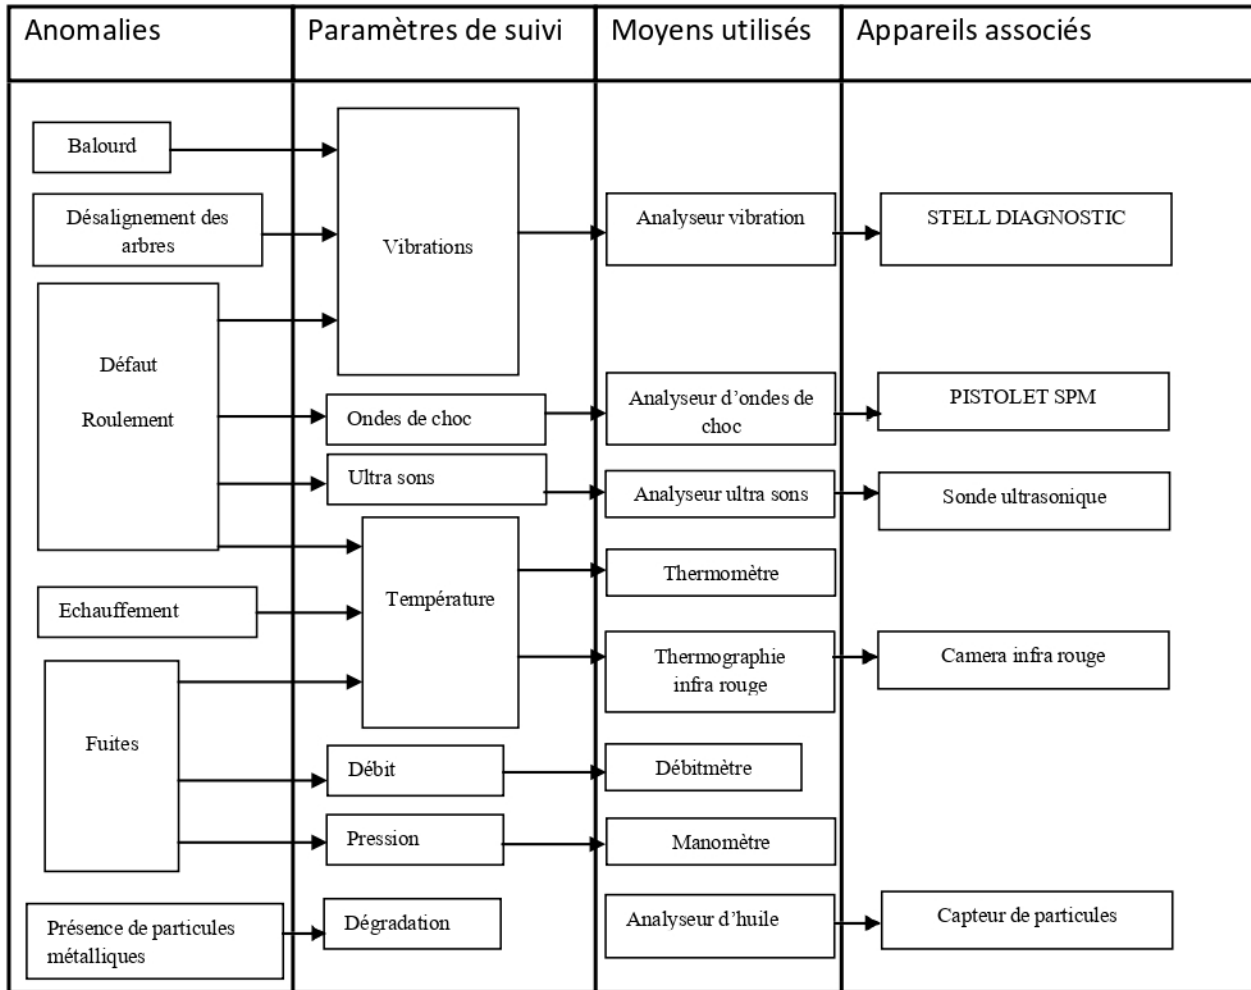 Anomalies
Paramètres de suivi
Moyens utilisés
Appareils associés
Balourd
Désalignement des
arbres
Vibrations
Analyseur vibration
STELL DIAGNOSTIC
Défaut
Roulement
Ondes de choc
Analyseur d’ondes de
choc
PISTOLET SPM
Ultra sons
Analyseur ultra sons
Sonde ultrasonique
Thermomètre
Echauffement
Température
Thermographie
infra rouge
Camera infra rouge
Fuites
Débit
Débitmètre
Pression
Manomètre
Présence de particules
métalliques
Dégradation
Analyseur d’huile
Capteur de particules